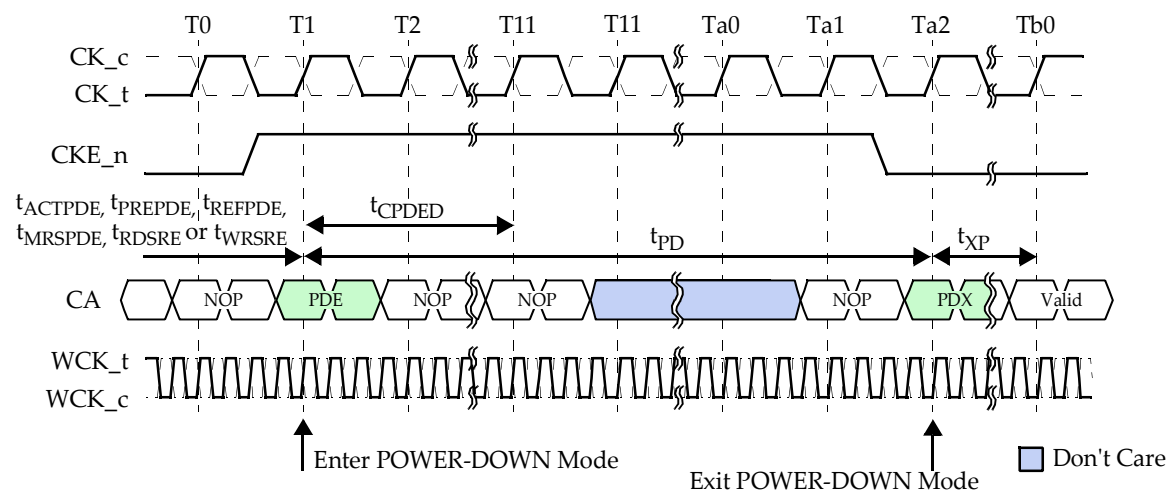 T0 T1 T2 T11 T11 Ta0 Ta1 Ta2 Tb0
CK_c
CK_t
CKE_n
tACTPDE, tPREPDE, tREFPDE,
tMRSPDE, tRDSRE or tWRSRE
tCPDED
tPD
tXP
CA NOP PDE NOP NOP NOP PDX Valid
WCK_t
WCK_c
Enter POWER-DOWN Mode
Exit POWER-DOWN Mode
Don't Care